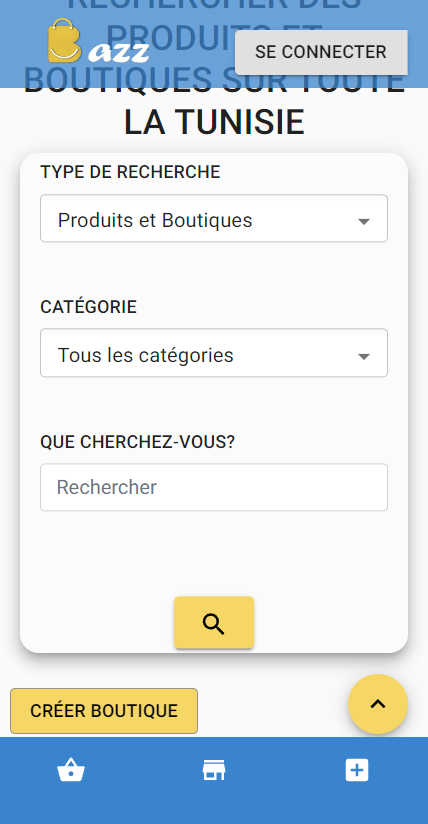 RECHERCHER DES
PRODUITS ET
BOUTIQUES SUR TOUTE
LA TUNISIE
Bazz
SE CONNECTER
TYPE DE RECHERCHE
Produits et Boutiques
CATÉGORIE
Tous les catégories
QUE CHERCHEZ-VOUS?
Rechercher
CRÉER BOUTIQUE